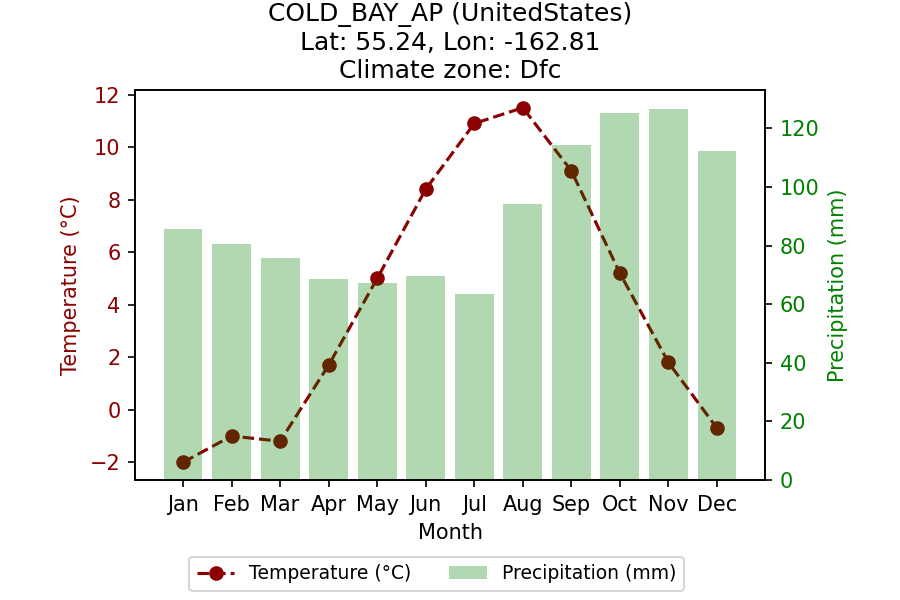 COLD_BAY_AP (UnitedStates)
Lat: 55.24, Lon: -162.81
Climate zone: Dfc
12
10
8
6
4
2
0
−2
Temperature (°C)
120
100
80
60
40
20
0
Precipitation (mm)
Jan Feb Mar Apr May Jun Jul Aug Sep Oct Nov Dec
Month
Temperature (°C) Precipitation (mm)